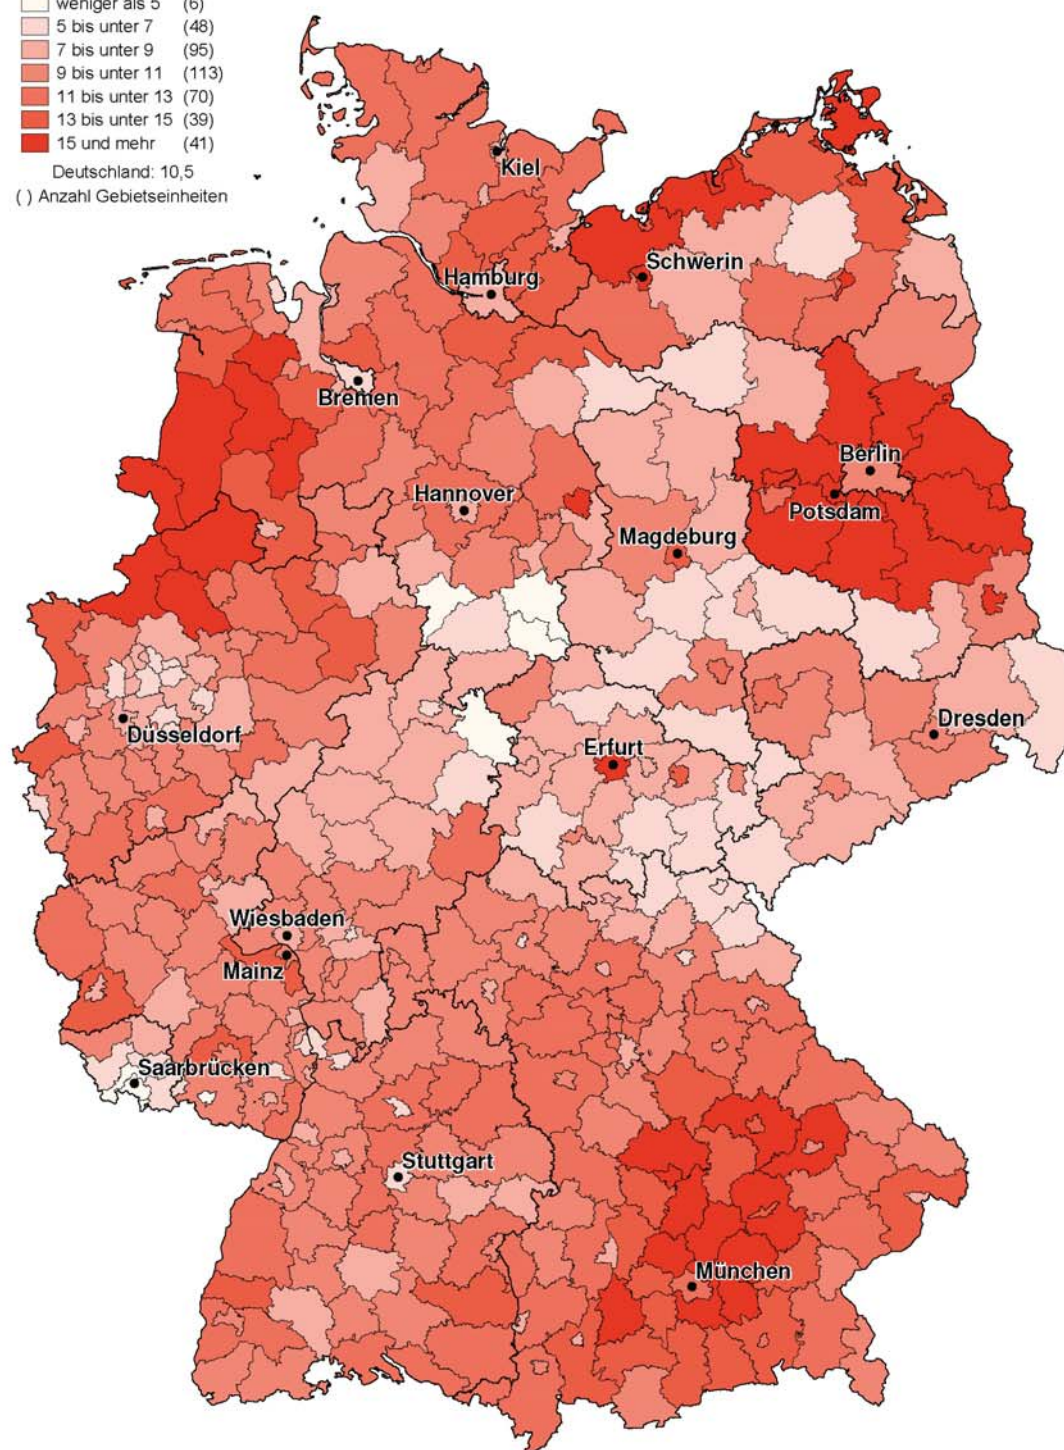 weniger als 5 (6)
5 bis unter 7 (48)
7 bis unter 9 (95)
9 bis unter 11 (113)
11 bis unter 13 (70)
13 bis unter 15 (39)
15 und mehr (41)
Deutschland: 10,5
( ) Anzahl Gebietseinheiten
Kiel
Schwerin
Hamburg
Bremen
Berlin
Hannover
Potsdam
Magdeburg
Düsseldorf
Dresden
Erfurt
Wiesbaden
Mainz
Saarbrücken
Stuttgart
München